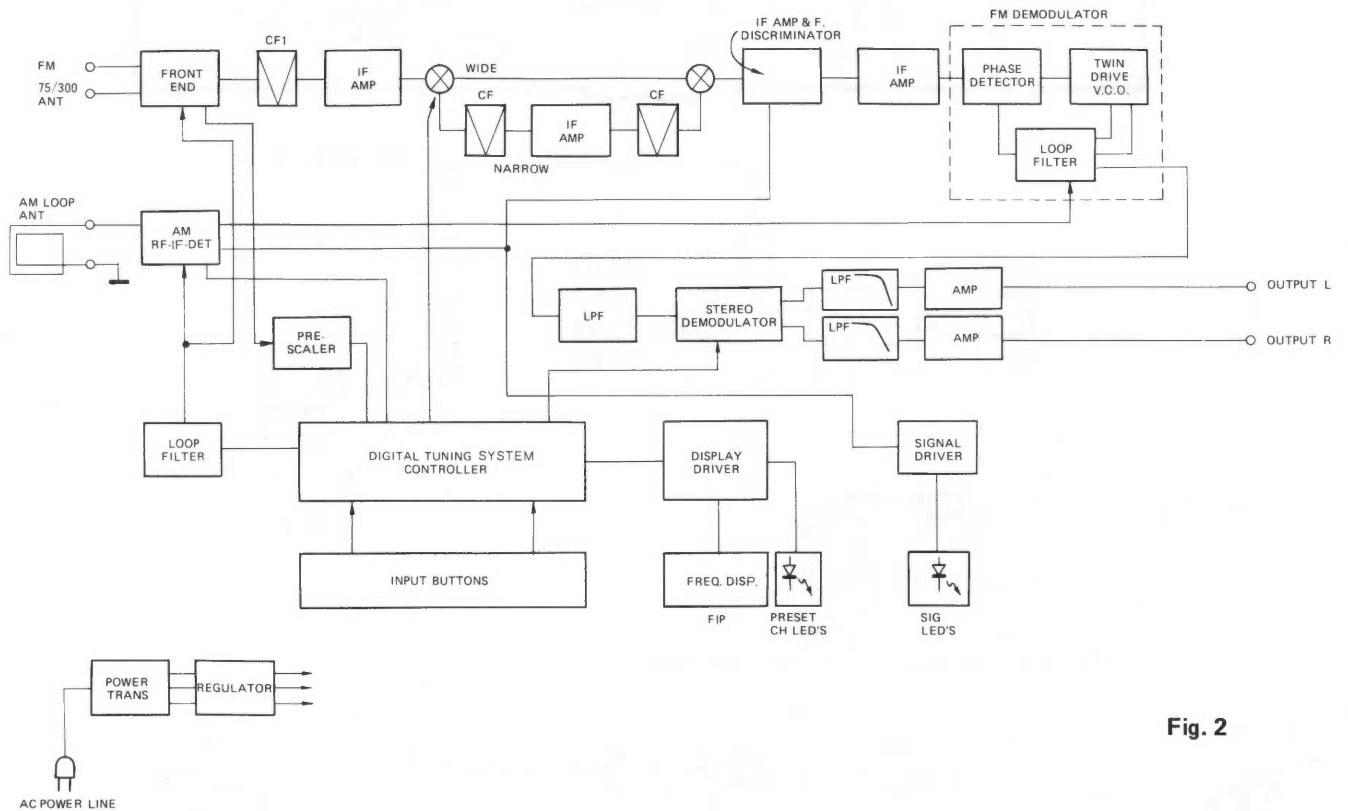 FM DEMODULATOR
IF AMP & F.
DISCRIMINATOR
CF1
FM
75/300
ANT
FRONT
END
IF
AMP
WIDE
IF
AMP
PHASE
DETECTOR
TWIN
DRIVE
V.C.O.
CF
IF
AMP
CF
NARROW
LOOP
FILTER
AM LOOP
ANT
AM
RF-IF-DET
PRE-
SCALER
LPF
STEREO
DEMODULATOR
LPF
AMP
OUTPUT L
LPF
AMP
OUTPUT R
LOOP
FILTER
DIGITAL TUNING SYSTEM
CONTROLLER
DISPLAY
DRIVER
SIGNAL
DRIVER
INPUT BUTTONS
FREQ. DISP.
FIP
PRESET
CH LED'S
SIG
LED'S
POWER
TRANS
REGULATOR
AC POWER LINE
Fig. 2